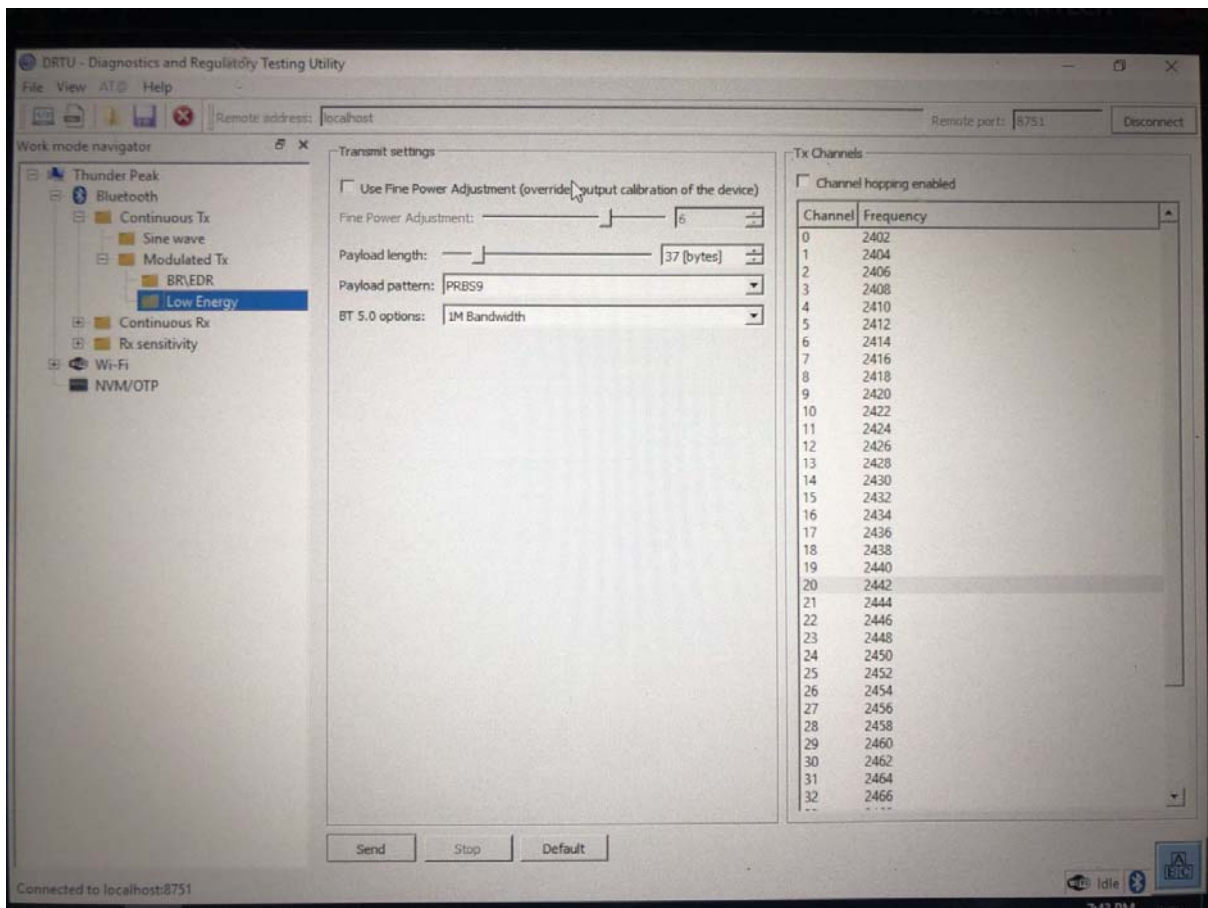 DRTU - Diagnostics and Regulatory Testing Utility
File View AT@ Help
Remote address: localhost Remote port: 8751 Disconnect
Work mode navigator
Thunder Peak
Bluetooth
Continuous Tx
Sine wave
Modulated Tx
BR\EDR
Low Energy
Continuous Rx
Rx sensitivity
Wi-Fi
NVM/OTP
Transmit settings
Use Fine Power Adjustment (override output calibration of the device)
Fine Power Adjustment: 6
Payload length: 37 [bytes]
Payload pattern: PRBS9
BT 5.0 options: 1M Bandwidth
Send Stop Default
Tx Channels
Channel hopping enabled
Channel Frequency
0 2402
1 2404
2 2406
3 2408
4 2410
5 2412
6 2414
7 2416
8 2418
9 2420
10 2422
11 2424
12 2426
13 2428
14 2430
15 2432
16 2434
17 2436
18 2438
19 2440
20 2442
21 2444
22 2446
23 2448
24 2450
25 2452
26 2454
27 2456
28 2458
29 2460
30 2462
31 2464
32 2466
Connected to localhost:8751
Idle
ABC
7:43 PM